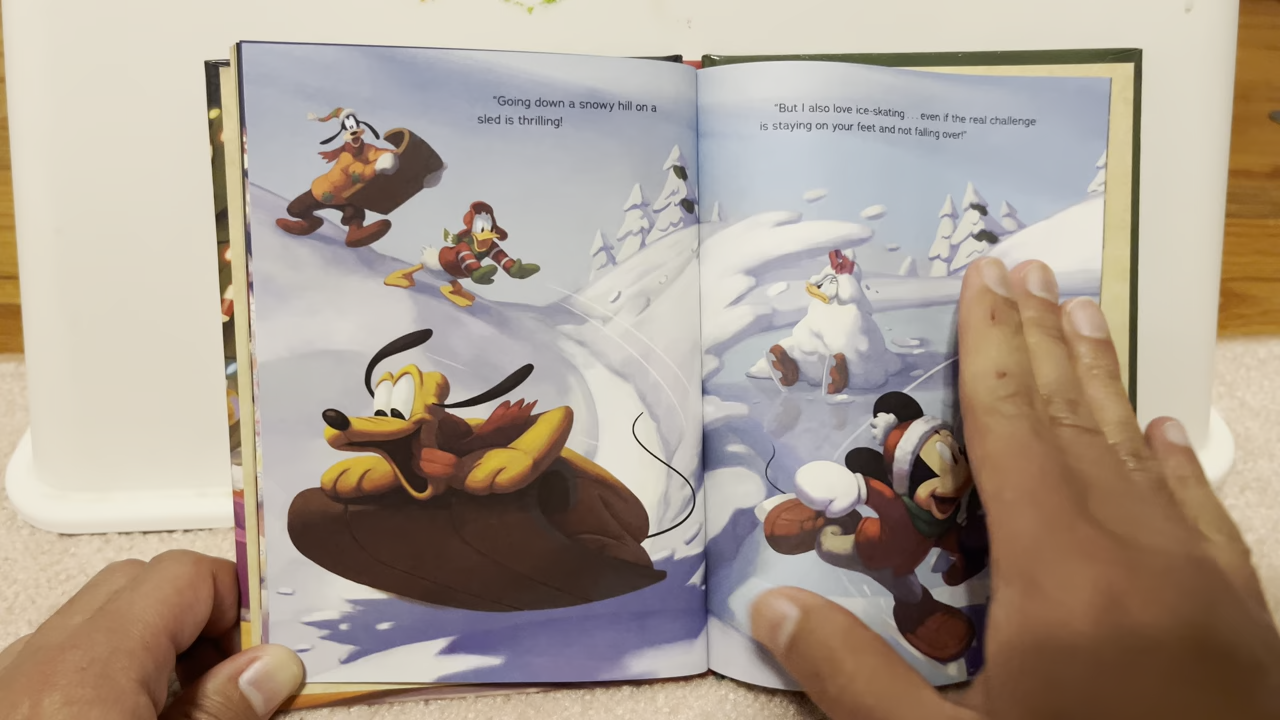 "Going down a snowy hill on a
sled is thrilling!
"But I also love ice-skating . . . even if the real challenge
is staying on your feet and not falling over!"